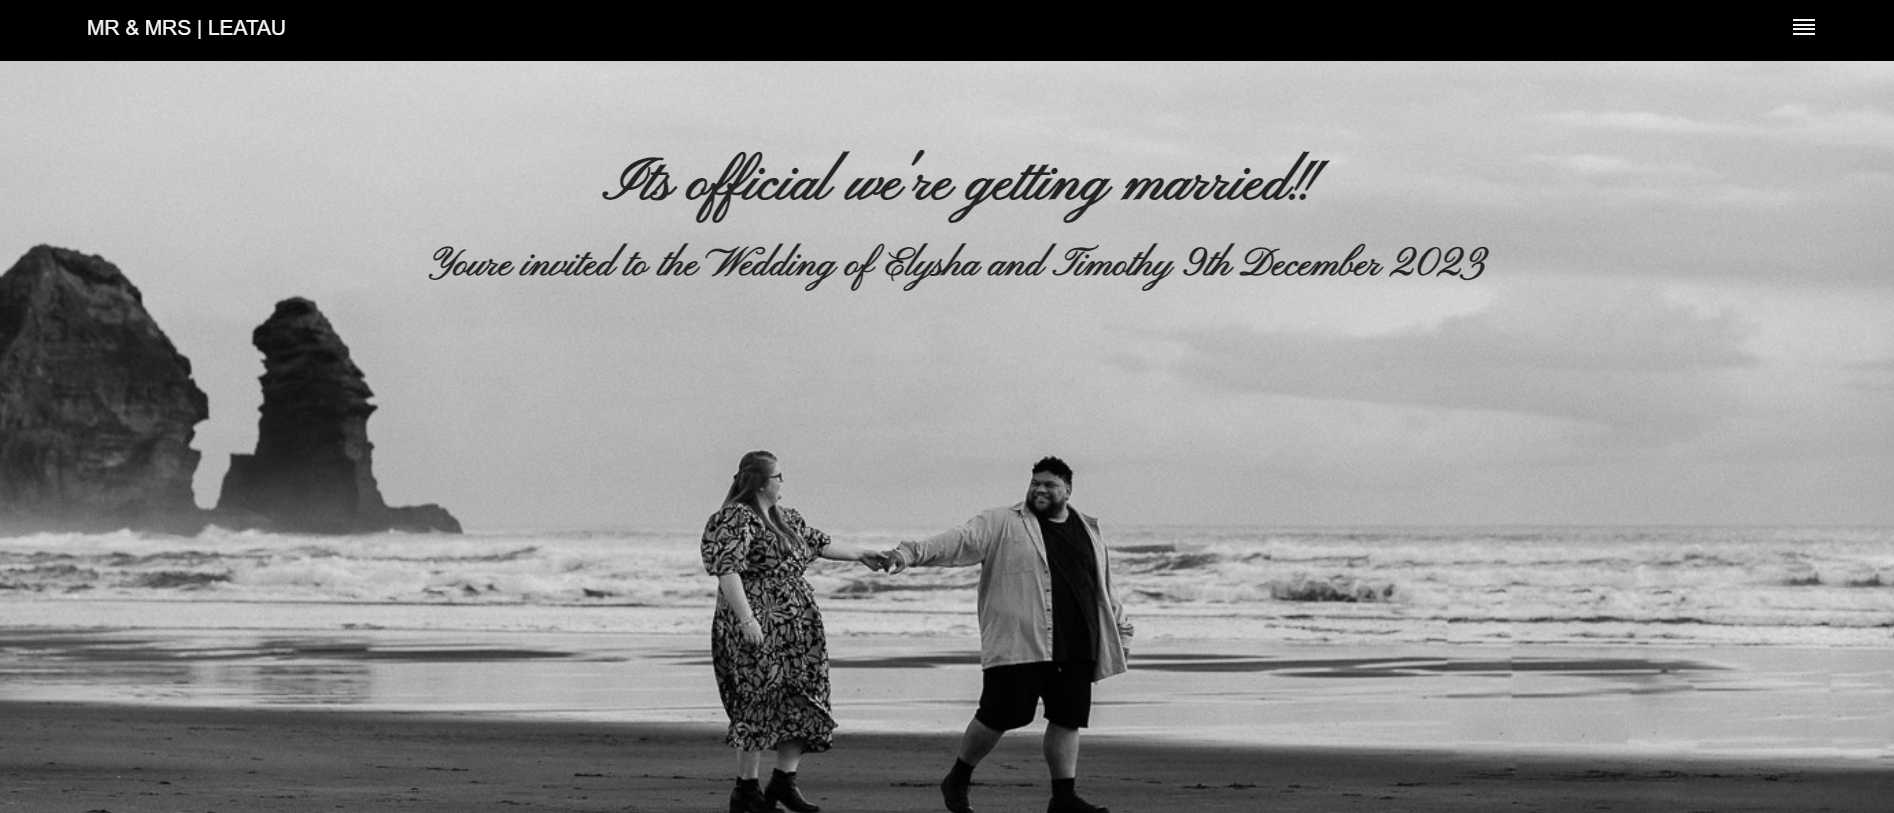 MR & MRS | LEATAU
Its official we're getting married!!
Youre invited to the Wedding of Elysha and Timothy 9th December 2023